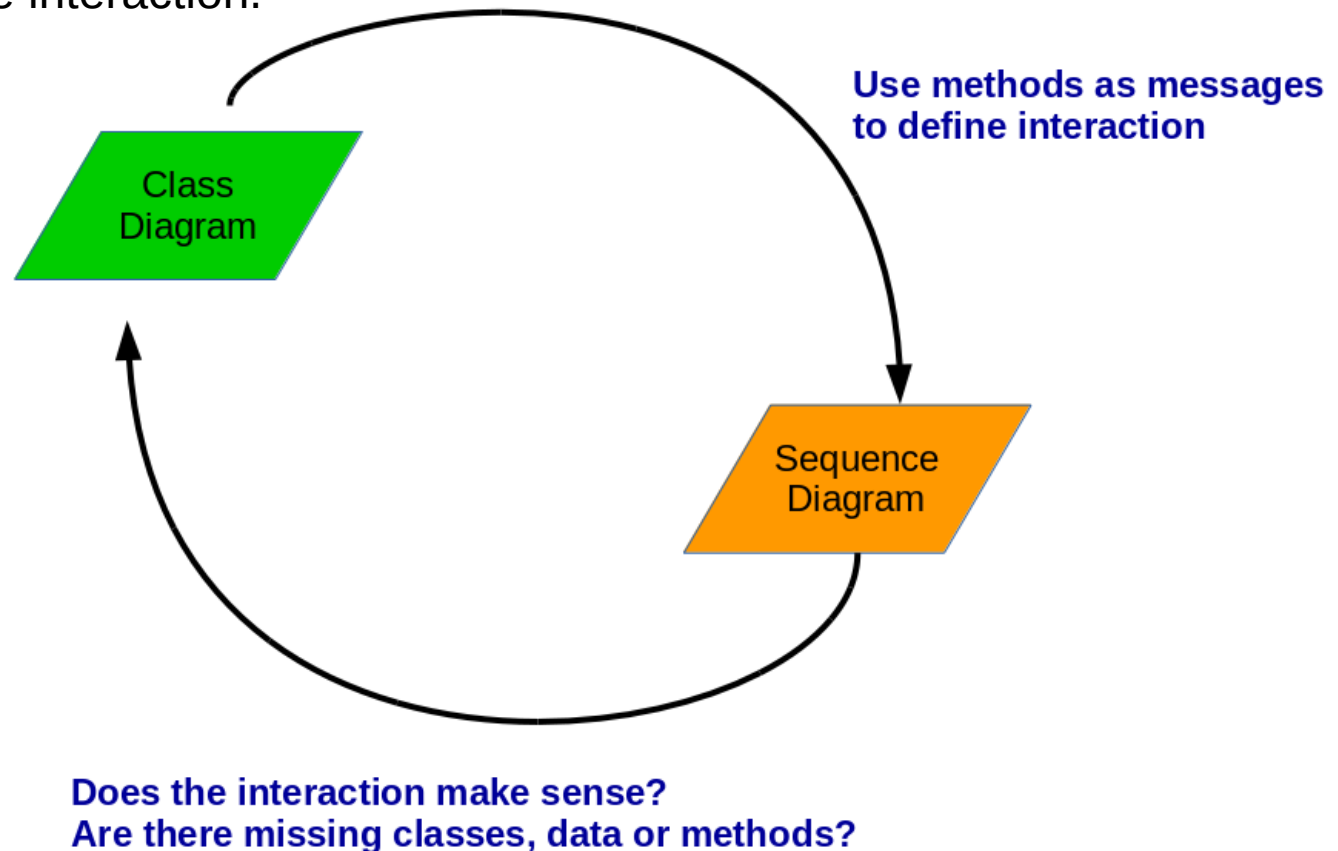 e interaction.
Use methods as messages
to define interaction
Class
Diagram
Sequence
Diagram
Does the interaction make sense?
Are there missing classes, data or methods?